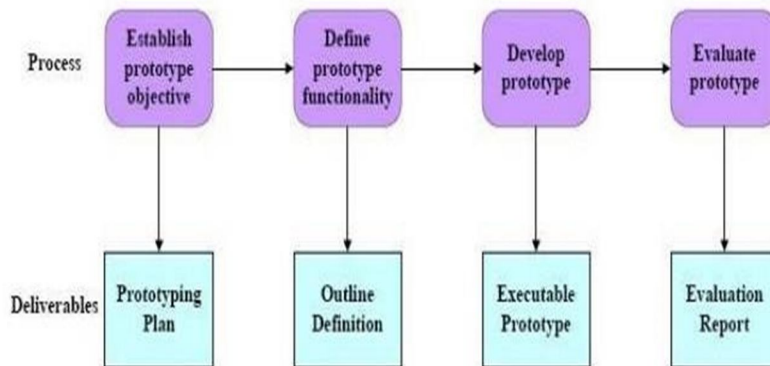 Process
Establish
prototype
objective
Define
prototype
functionality
Develop
prototype
Evaluate
prototype
Deliverables
Prototyping
Plan
Outline
Definition
Executable
Prototype
Evaluation
Report